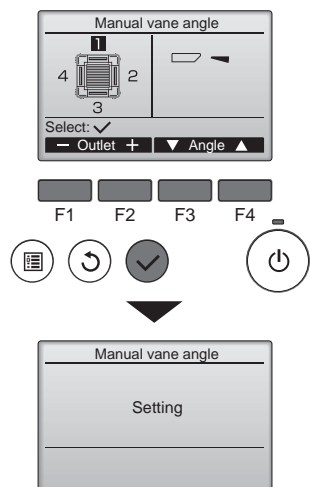 Manual vane angle
1
4 2
3
Select: ✓
− Outlet + ▼ Angle ▲
F1 F2 F3 F4
Manual vane angle
Setting